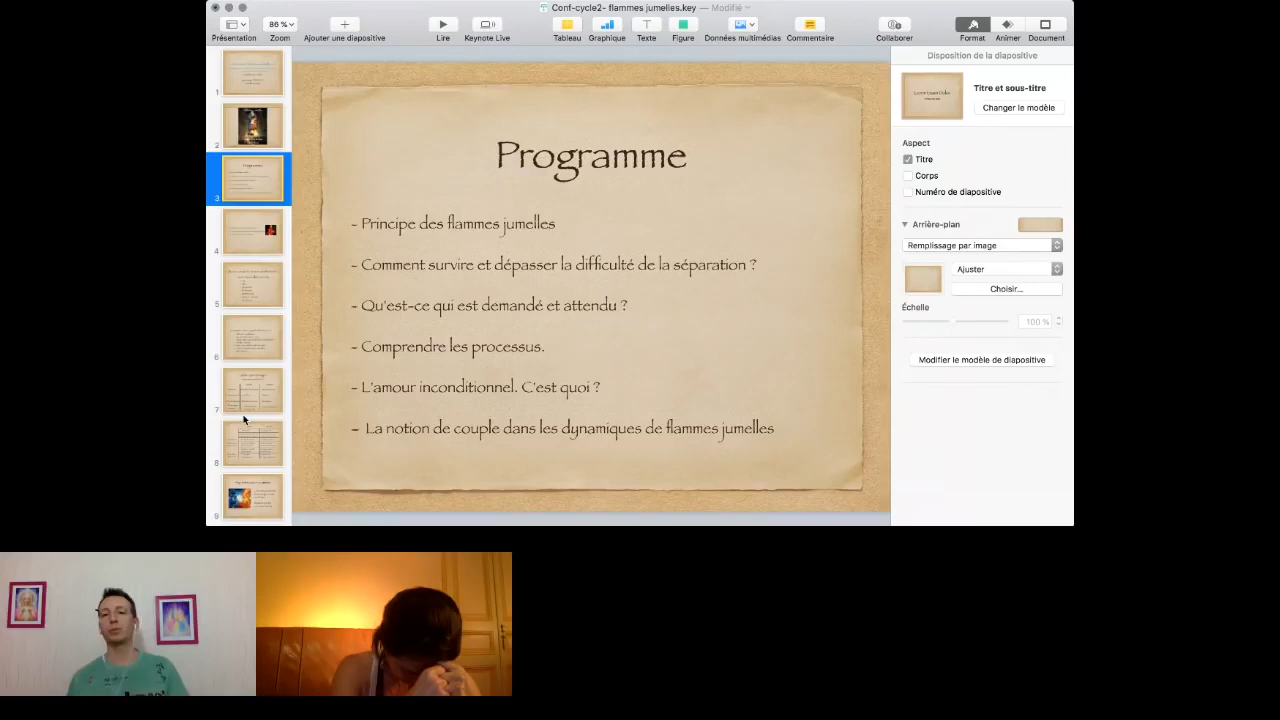 Conf-cycle2- flammes jumelles.key — Modifié
86 %
Présentation
Zoom
Ajouter une diapositive
Lire
Keynote Live
Tableau
Graphique
Texte
Figure
Données multimédias
Commentaire
Collaborer
Format
Animer
Document
1
2
3
4
5
6
7
8
9
Programme
- Principe des flammes jumelles
- Comment survire et dépasser la difficulté de la séparation ?
- Qu'est-ce qui est demandé et attendu ?
- Comprendre les processus.
- L'amour inconditionnel. C'est quoi ?
- La notion de couple dans les dynamiques de flammes jumelles
Disposition de la diapositive
Titre et sous-titre
Changer le modèle
Aspect
Titre
Corps
Numéro de diapositive
Arrière-plan
Remplissage par image
Ajuster
Choisir...
Échelle
100 %
Modifier le modèle de diapositive